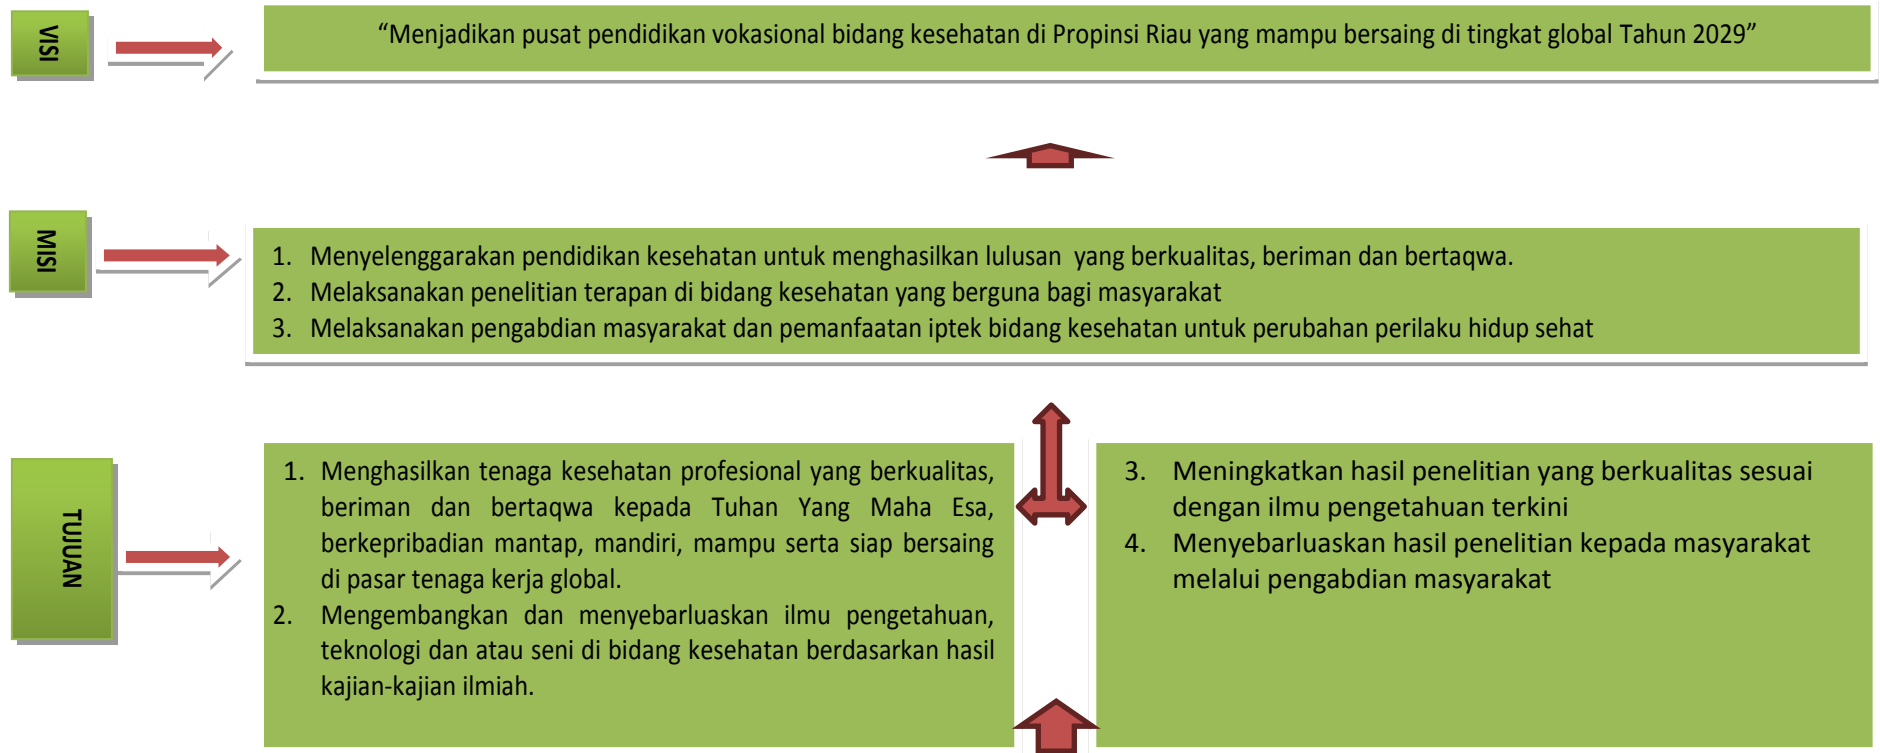 VISI
“Menjadikan pusat pendidikan vokasional bidang kesehatan di Propinsi Riau yang mampu bersaing di tingkat global Tahun 2029”
MISI
1. Menyelenggarakan pendidikan kesehatan untuk menghasilkan lulusan yang berkualitas, beriman dan bertaqwa.
2. Melaksanakan penelitian terapan di bidang kesehatan yang berguna bagi masyarakat
3. Melaksanakan pengabdian masyarakat dan pemanfaatan iptek bidang kesehatan untuk perubahan perilaku hidup sehat
TUJUAN
1. Menghasilkan tenaga kesehatan profesional yang berkualitas,
beriman dan bertaqwa kepada Tuhan Yang Maha Esa,
berkepribadian mantap, mandiri, mampu serta siap bersaing
di pasar tenaga kerja global.
2. Mengembangkan dan menyebarluaskan ilmu pengetahuan,
teknologi dan atau seni di bidang kesehatan berdasarkan hasil
kajian-kajian ilmiah.
3. Meningkatkan hasil penelitian yang berkualitas sesuai
dengan ilmu pengetahuan terkini
4. Menyebarluaskan hasil penelitian kepada masyarakat
melalui pengabdian masyarakat